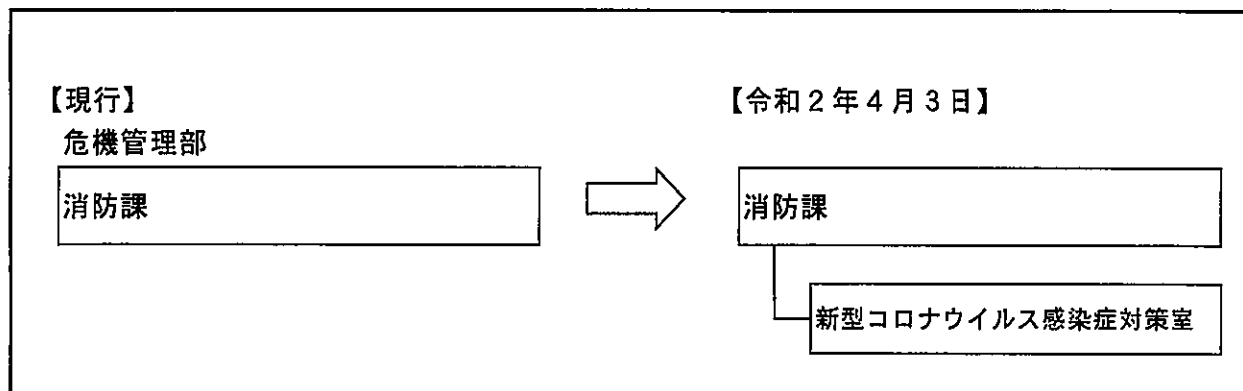 【現行】
危機管理部
消防課
【令和２年４月３日】
消防課
新型コロナウイルス感染症対策室